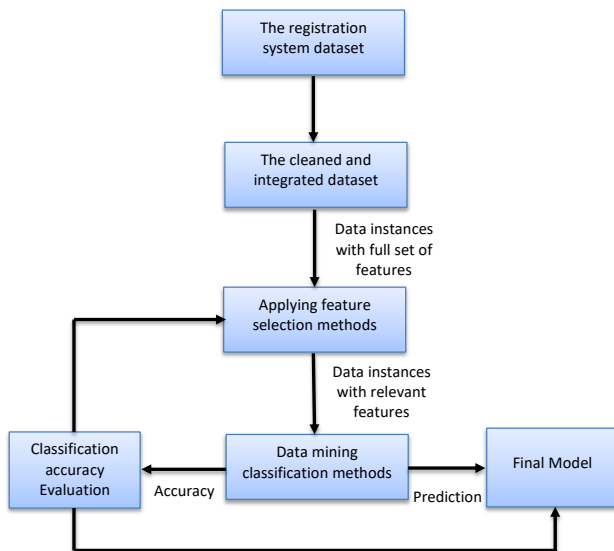 The registration
system dataset
The cleaned and
integrated dataset
Data instances
with full set of
features
Applying feature
selection methods
Data instances
with relevant
features
Classification
accuracy
Evaluation
Accuracy
Data mining
classification methods
Prediction
Final Model